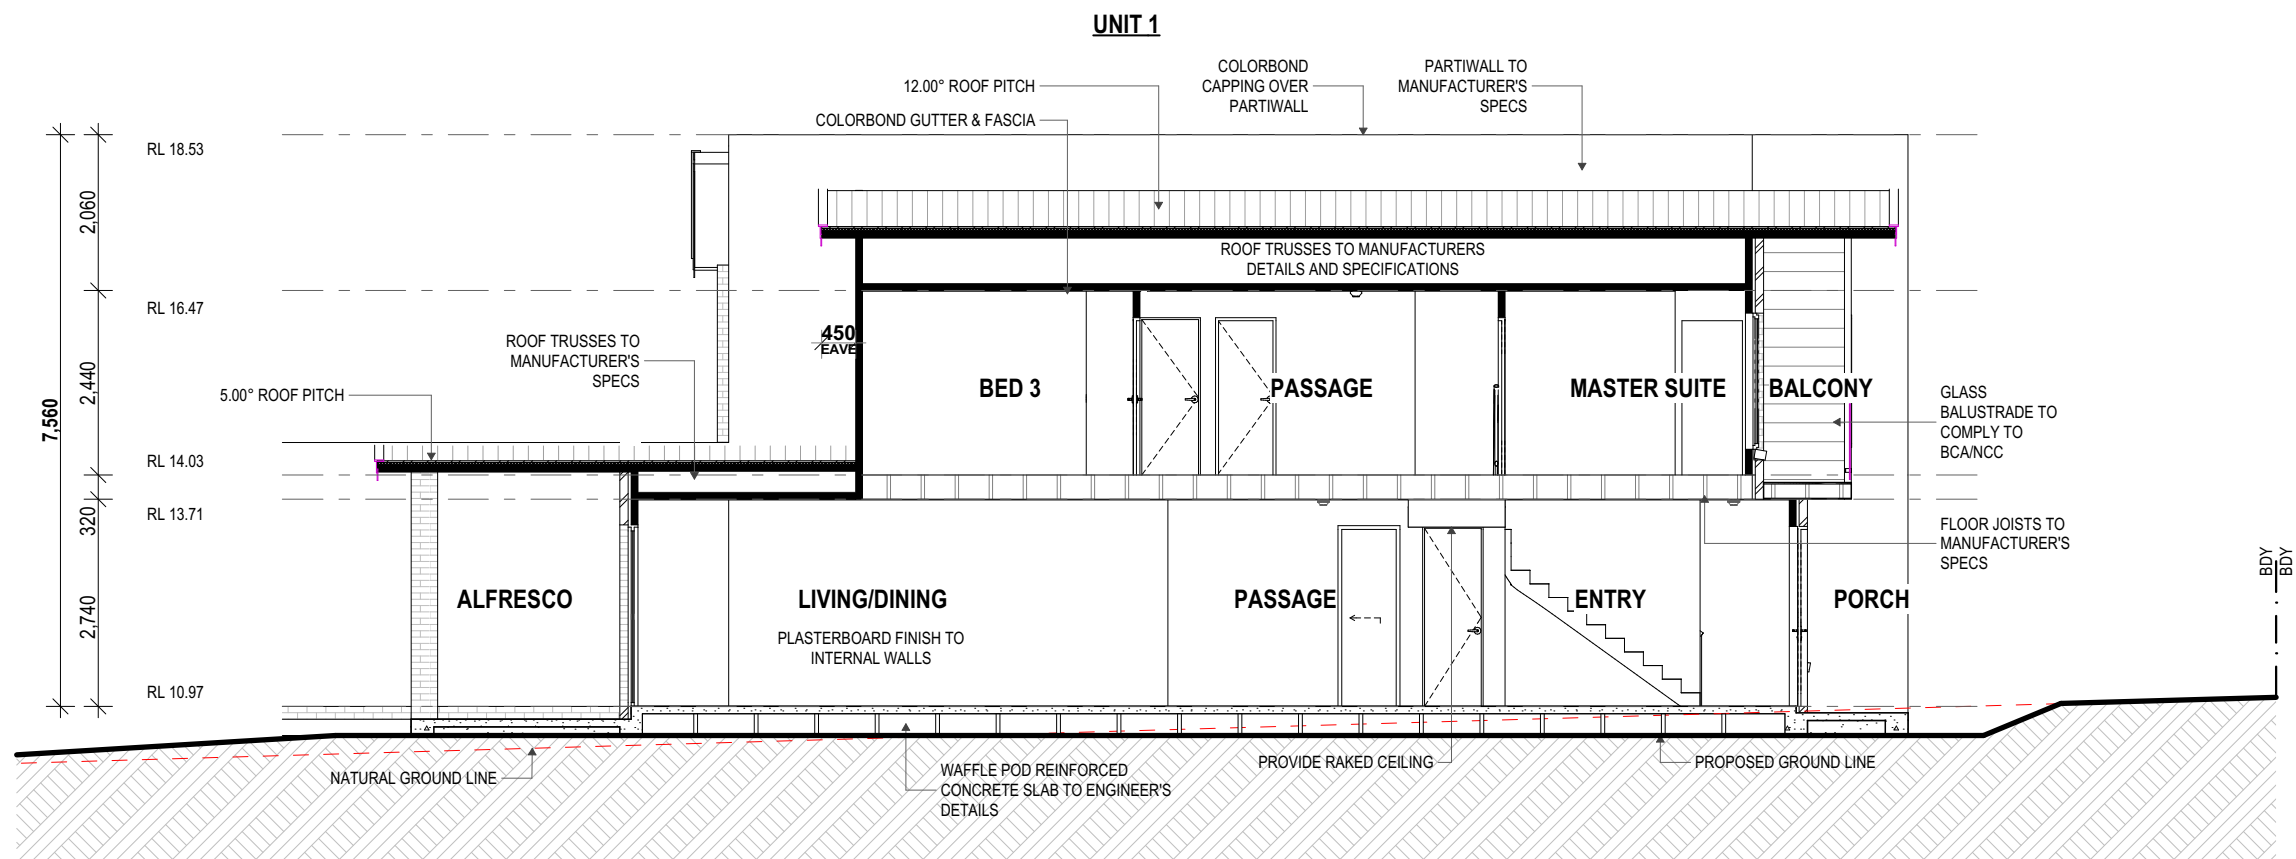 UNIT 1
COLORBOND
CAPPING OVER
PARTIWALL
PARTIWALL TO
MANUFACTURER'S
SPECS
12.00° ROOF PITCH
COLORBOND GUTTER & FASCIA
RL 18.53
2,060
ROOF TRUSSES TO MANUFACTURERS
DETAILS AND SPECIFICATIONS
RL 16.47
450
EAVE
ROOF TRUSSES TO
MANUFACTURER'S
SPECS
2,440
5.00° ROOF PITCH
7,560
BED 3
PASSAGE
MASTER SUITE
BALCONY
GLASS
BALUSTRADE TO
COMPLY TO
BCA/NCC
RL 14.03
320
RL 13.71
FLOOR JOISTS TO
MANUFACTURER'S
SPECS
BDY
BDY
2,740
ALFRESCO
LIVING/DINING
PLASTERBOARD FINISH TO
INTERNAL WALLS
PASSAGE
ENTRY
PORCH
RL 10.97
NATURAL GROUND LINE
WAFFLE POD REINFORCED
CONCRETE SLAB TO ENGINEER'S
DETAILS
PROVIDE RAKED CEILING
PROPOSED GROUND LINE